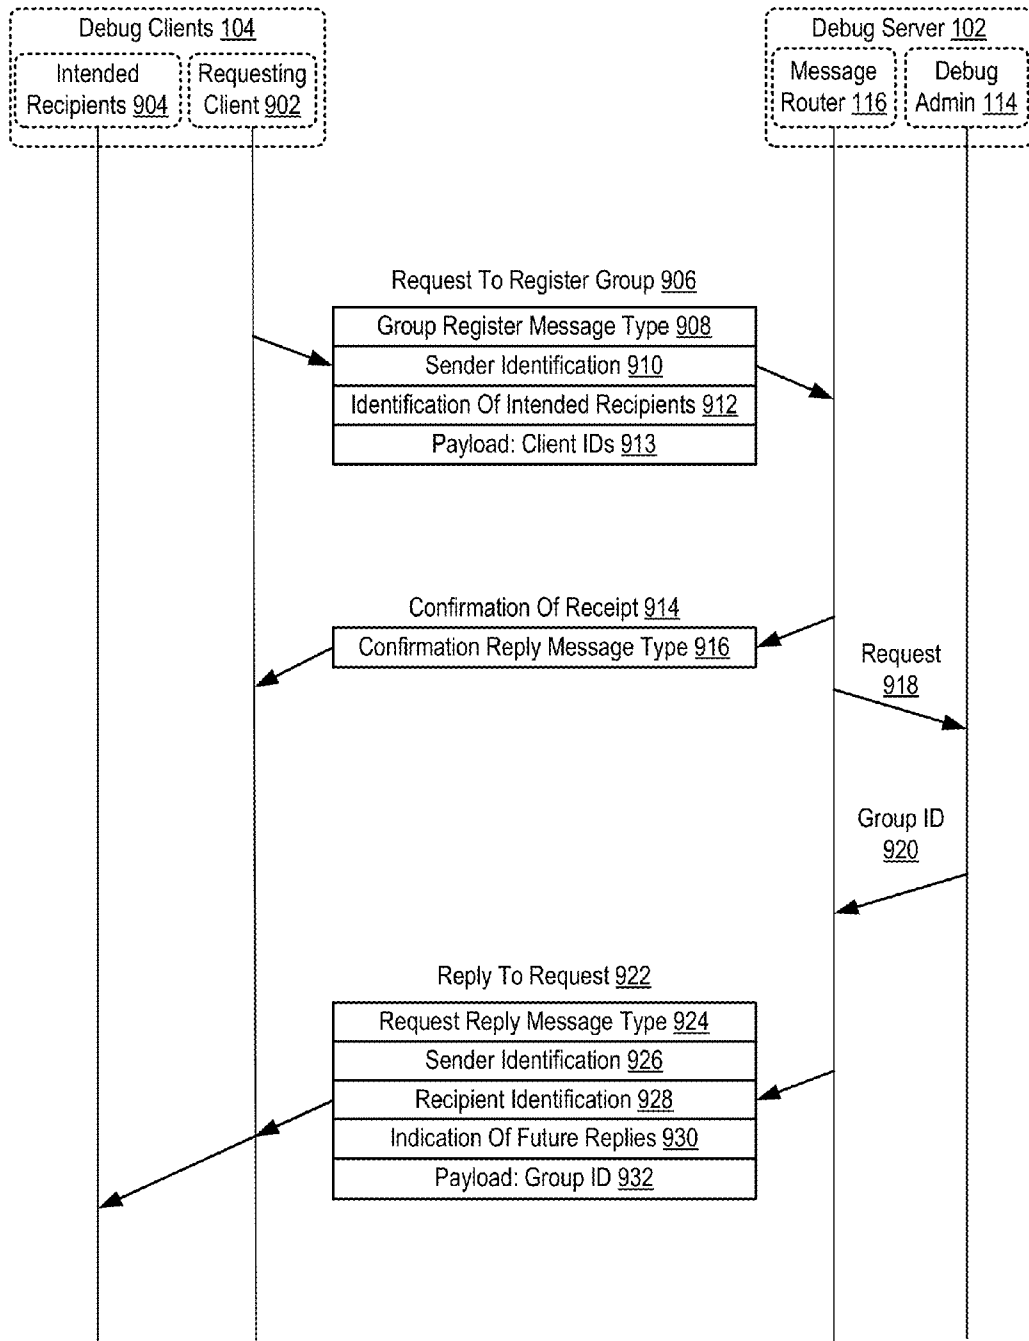 Debug Clients 104
Intended
Recipients 904
Requesting
Client 902
Debug Server 102
Message
Router 116
Debug
Admin 114
Request To Register Group 906
Group Register Message Type 908
Sender Identification 910
Identification Of Intended Recipients 912
Payload: Client IDs 913
Confirmation Of Receipt 914
Confirmation Reply Message Type 916
Request
918
Group ID
920
Reply To Request 922
Request Reply Message Type 924
Sender Identification 926
Recipient Identification 928
Indication Of Future Replies 930
Payload: Group ID 932